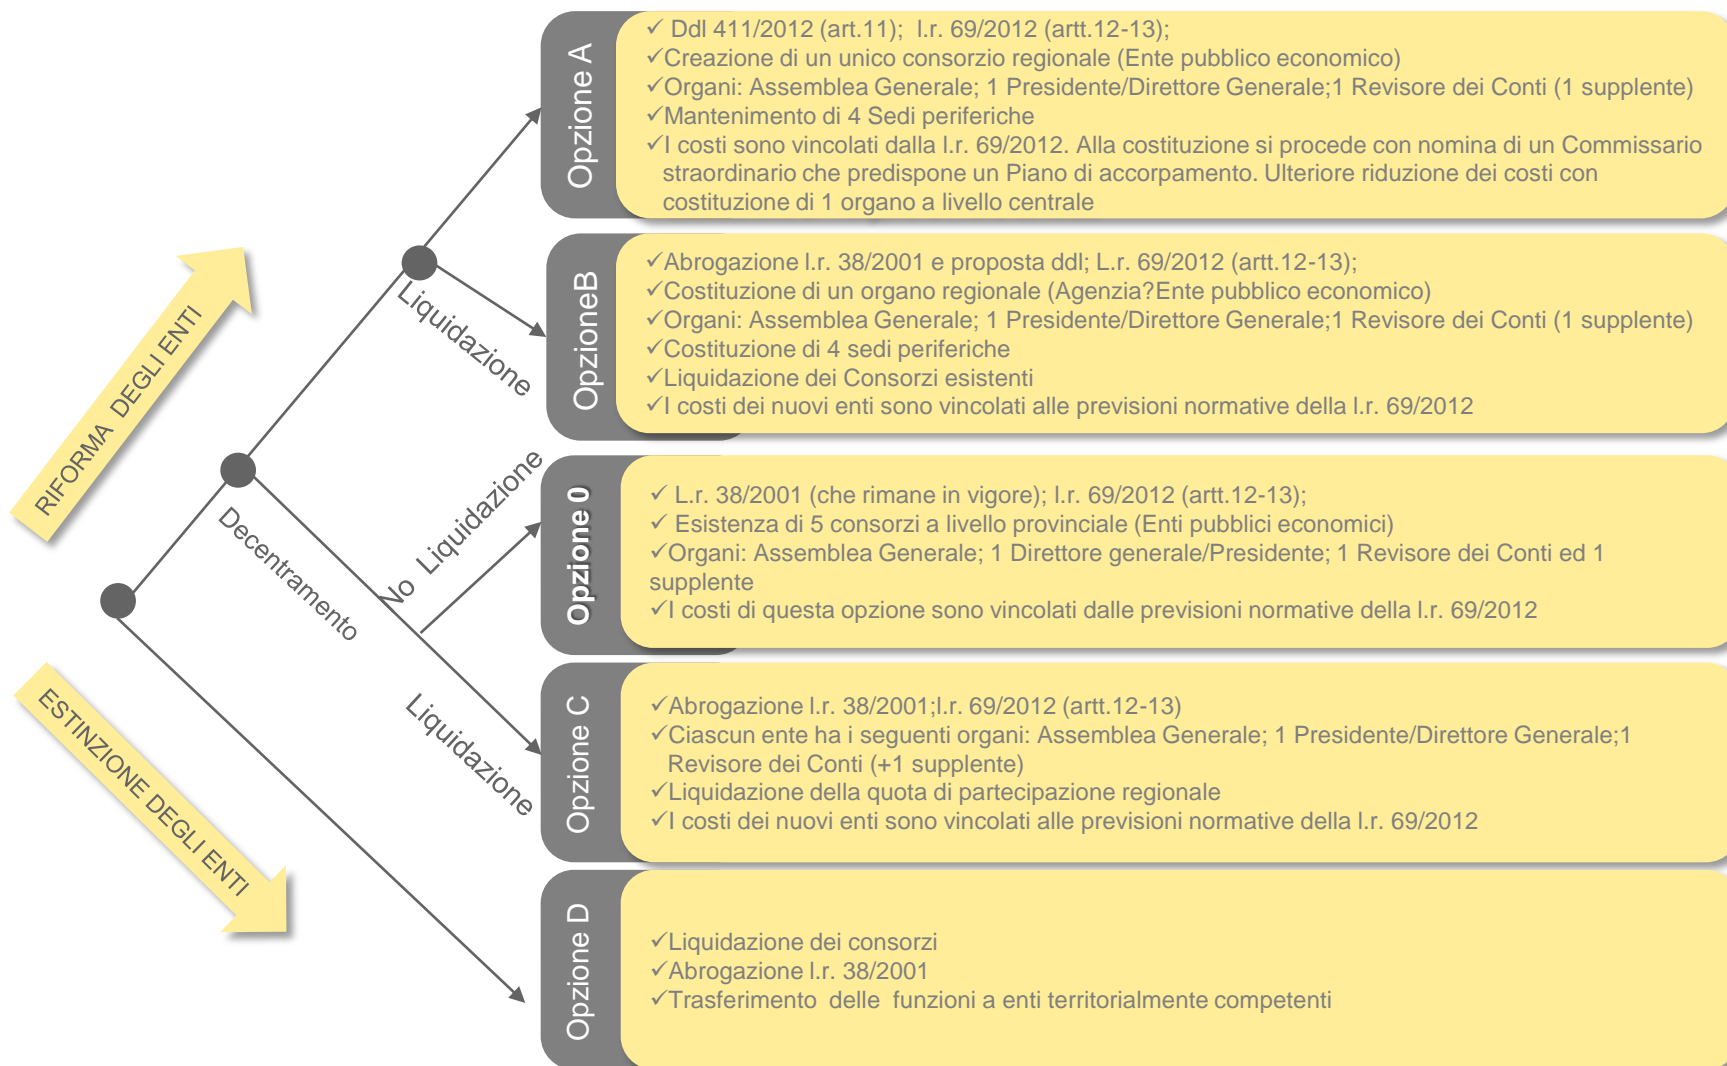 RIFORMA DEGLI ENTI
ESTINZIONE DEGLI ENTI
Liquidazione
Decentramento
No Liquidazione
Liquidazione
Opzione A
✓ Ddl 411/2012 (art.11); l.r. 69/2012 (artt.12-13);
✓Creazione di un unico consorzio regionale (Ente pubblico economico)
✓Organi: Assemblea Generale; 1 Presidente/Direttore Generale;1 Revisore dei Conti (1 supplente)
✓Mantenimento di 4 Sedi periferiche
✓I costi sono vincolati dalla l.r. 69/2012. Alla costituzione si procede con nomina di un Commissario
straordinario che predispone un Piano di accorpamento. Ulteriore riduzione dei costi con
costituzione di 1 organo a livello centrale
OpzioneB
✓Abrogazione l.r. 38/2001 e proposta ddl; L.r. 69/2012 (artt.12-13);
✓Costituzione di un organo regionale (Agenzia?Ente pubblico economico)
✓Organi: Assemblea Generale; 1 Presidente/Direttore Generale;1 Revisore dei Conti (1 supplente)
✓Costituzione di 4 sedi periferiche
✓Liquidazione dei Consorzi esistenti
✓I costi dei nuovi enti sono vincolati alle previsioni normative della l.r. 69/2012
Opzione 0
✓ L.r. 38/2001 (che rimane in vigore); l.r. 69/2012 (artt.12-13);
✓ Esistenza di 5 consorzi a livello provinciale (Enti pubblici economici)
✓Organi: Assemblea Generale; 1 Direttore generale/Presidente; 1 Revisore dei Conti ed 1
supplente
✓I costi di questa opzione sono vincolati dalle previsioni normative della l.r. 69/2012
Opzione C
✓Abrogazione l.r. 38/2001;l.r. 69/2012 (artt.12-13)
✓Ciascun ente ha i seguenti organi: Assemblea Generale; 1 Presidente/Direttore Generale;1
Revisore dei Conti (+1 supplente)
✓Liquidazione della quota di partecipazione regionale
✓I costi dei nuovi enti sono vincolati alle previsioni normative della l.r. 69/2012
Opzione D
✓Liquidazione dei consorzi
✓Abrogazione l.r. 38/2001
✓Trasferimento delle funzioni a enti territorialmente competenti